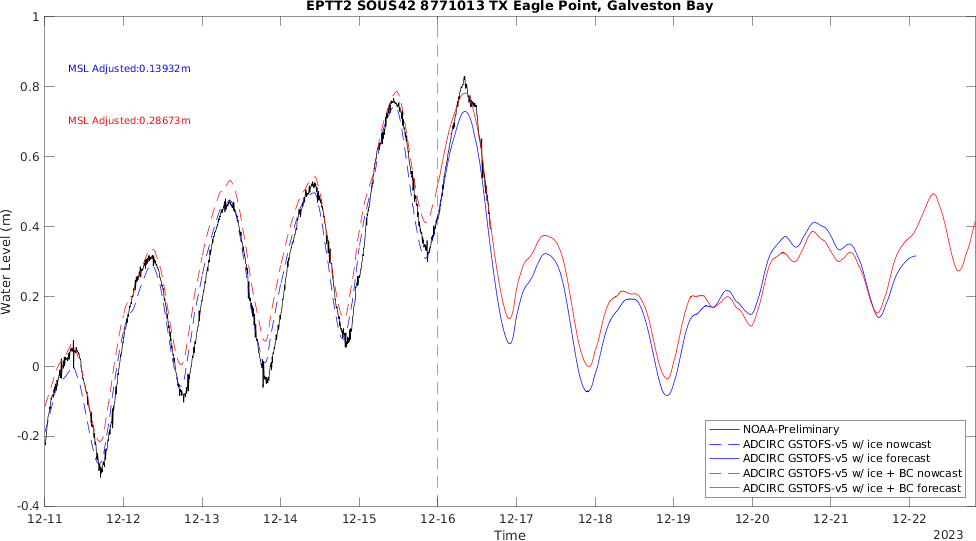 EPTT2 SOUS42 8771013 TX Eagle Point, Galveston Bay
1
0.8
0.6
0.4
0.2
0
-0.2
-0.4
Water Level (m)
MSL Adjusted:0.13932m
MSL Adjusted:0.28673m
NOAA-Preliminary
ADCIRC GSTOFS-v5 w/ ice nowcast
ADCIRC GSTOFS-v5 w/ ice forecast
ADCIRC GSTOFS-v5 w/ ice + BC nowcast
ADCIRC GSTOFS-v5 w/ ice + BC forecast
12-11 12-12 12-13 12-14 12-15 12-16 12-17 12-18 12-19 12-20 12-21 12-22
Time
2023